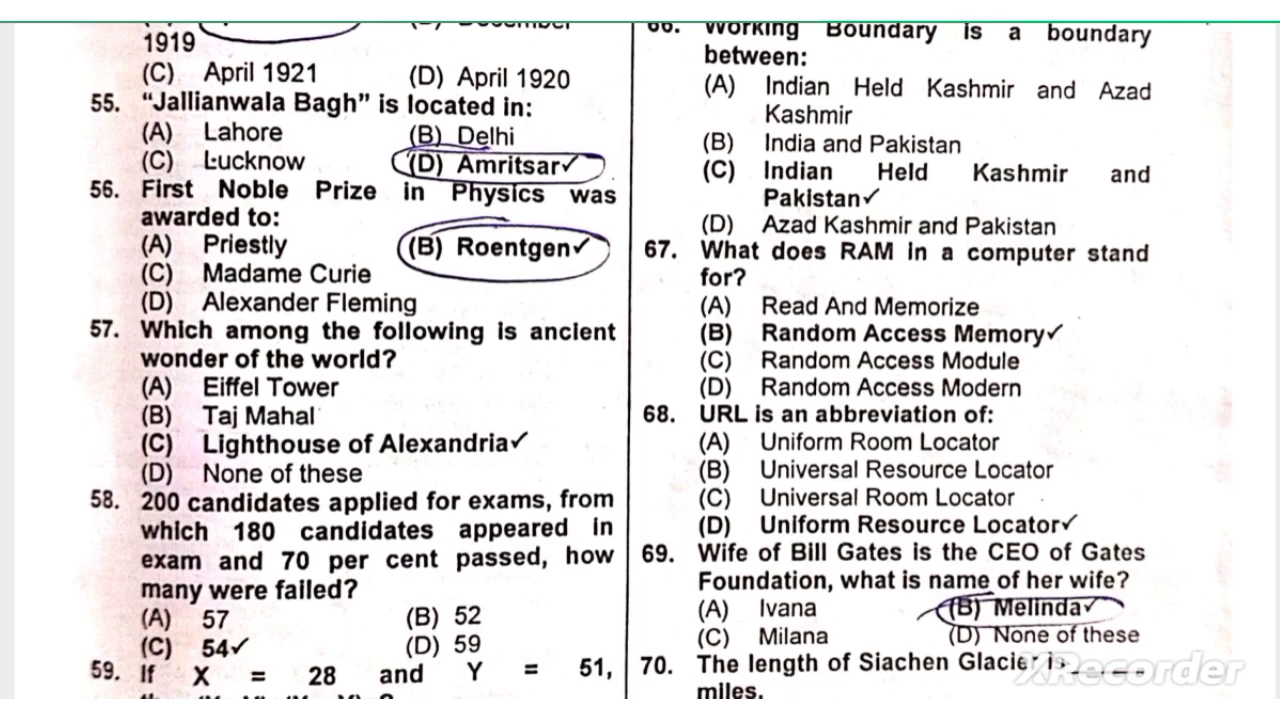 1919
(C) April 1921 (D) April 1920
55. “Jallianwala Bagh” is located in:
(A) Lahore (B) Delhi
(C) Lucknow (D) Amritsar✓
56. First Noble Prize in Physics was
awarded to:
(A) Priestly (B) Roentgen✓
(C) Madame Curie
(D) Alexander Fleming
57. Which among the following is ancient
wonder of the world?
(A) Eiffel Tower
(B) Taj Mahal
(C) Lighthouse of Alexandria✓
(D) None of these
58. 200 candidates applied for exams, from
which 180 candidates appeared in
exam and 70 per cent passed, how
many were failed?
(A) 57 (B) 52
(C) 54✓ (D) 59
59. If X = 28 and Y = 51,
66. Working Boundary is a boundary
between:
(A) Indian Held Kashmir and Azad
Kashmir
(B) India and Pakistan
(C) Indian Held Kashmir and
Pakistan✓
(D) Azad Kashmir and Pakistan
67. What does RAM in a computer stand
for?
(A) Read And Memorize
(B) Random Access Memory✓
(C) Random Access Module
(D) Random Access Modern
68. URL is an abbreviation of:
(A) Uniform Room Locator
(B) Universal Resource Locator
(C) Universal Room Locator
(D) Uniform Resource Locator✓
69. Wife of Bill Gates is the CEO of Gates
Foundation, what is name of her wife?
(A) Ivana (B) Melinda✓
(C) Milana (D) None of these
70. The length of Siachen Glacier is
miles.
XRecorder